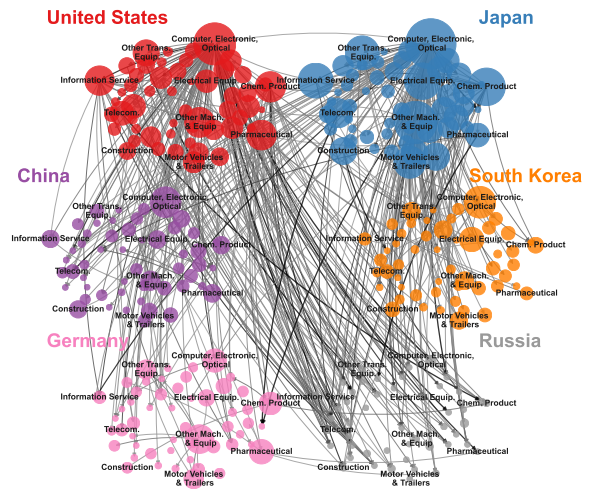 United States
Computer, Electronic,
Optical
Other Trans.
Equip.
Information Service
Electrical Equip.
Chem. Product
Telecom.
Other Mach.
& Equip
Pharmaceutical
Construction
Motor Vehicles
& Trailers
Japan
Computer, Electronic,
Optical
Other Trans.
Equip.
Information Service
Electrical Equip.
Chem. Product
Telecom.
Other Mach.
& Equip
Pharmaceutical
Construction
Motor Vehicles
& Trailers
China
Computer, Electronic,
Optical
Other Trans.
Equip.
Information Service
Electrical Equip.
Chem. Product
Telecom.
Other Mach.
& Equip
Pharmaceutical
Construction
Motor Vehicles
& Trailers
South Korea
Computer, Electronic,
Optical
Other Trans.
Equip.
Information Service
Electrical Equip.
Chem. Product
Telecom.
Other Mach.
& Equip
Pharmaceutical
Construction
Motor Vehicles
& Trailers
Germany
Computer, Electronic,
Optical
Other Trans.
Equip.
Information Service
Electrical Equip.
Chem. Product
Telecom.
Other Mach.
& Equip
Pharmaceutical
Construction
Motor Vehicles
& Trailers
Russia
Computer, Electronic,
Optical
Other Trans.
Equip.
Information Service
Electrical Equip.
Chem. Product
Telecom.
Other Mach.
& Equip
Pharmaceutical
Construction
Motor Vehicles
& Trailers